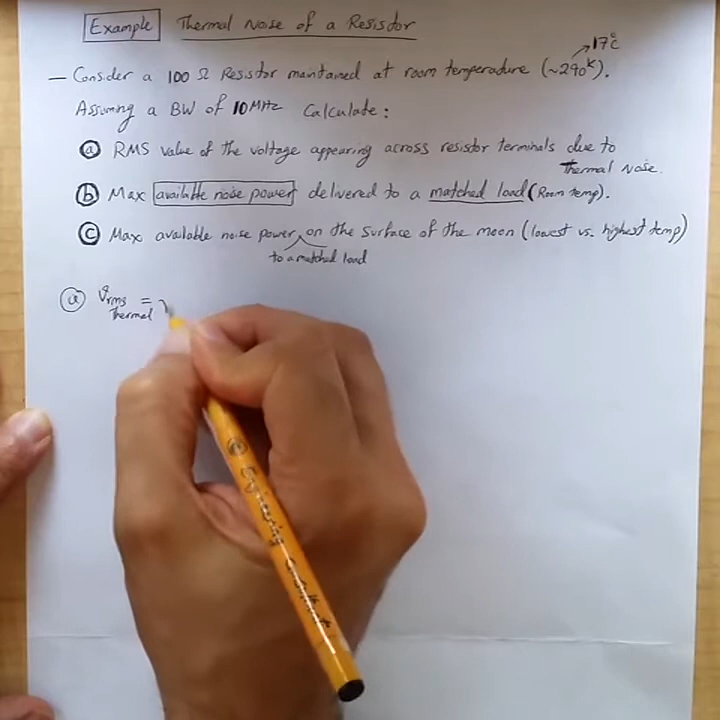 Example Thermal Noise of a Resistor
17°C
— Consider a 100 Ω Resistor maintained at room temperature (~290K).
Assuming a BW of 10MHz Calculate:
ⓐ RMS value of the voltage appearing across resistor terminals due to
Thermal Noise.
ⓑ Max available noise power delivered to a matched load (Room temp).
ⓒ Max available noise power on the surface of the moon (lowest vs. highest temp)
to a matched load
ⓐ Vrms =
Thermal